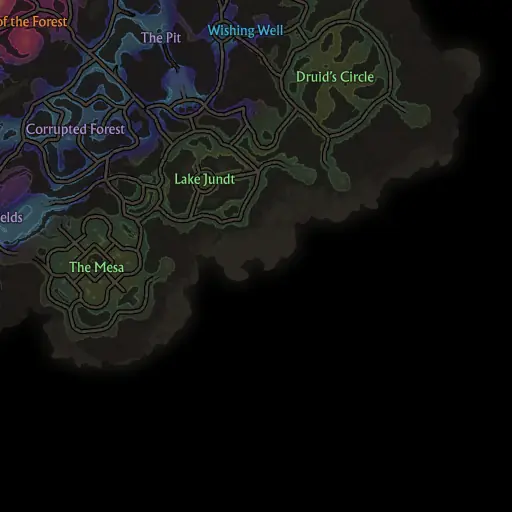 of the Forest
The Pit
Wishing Well
Druid's Circle
Corrupted Forest
Lake Jundt
elds
The Mesa